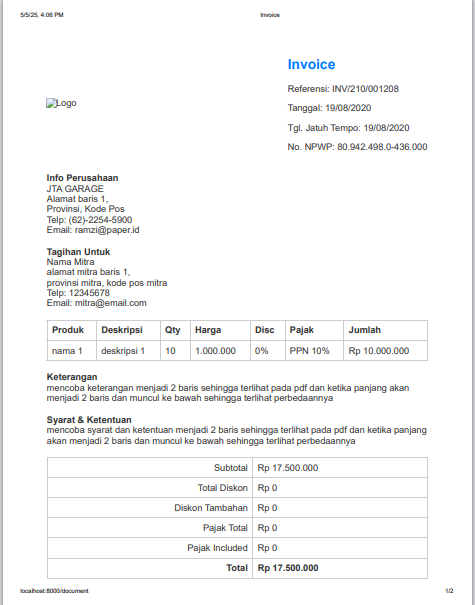 5/5/25, 4:06 PM Invoice
Invoice
Referensi: INV/210/001208
Logo
Tanggal: 19/08/2020
Tgl. Jatuh Tempo: 19/08/2020
No. NPWP: 80.942.498.0-436.000
Info Perusahaan
JTA GARAGE
Alamat baris 1,
Provinsi, Kode Pos
Telp: (62)-2254-5900
Email: ramzi@paper.id
Tagihan Untuk
Nama Mitra
alamat mitra baris 1,
provinsi mitra, kode pos mitra
Telp: 12345678
Email: mitra@email.com
Produk Deskripsi Qty Harga Disc Pajak Jumlah
nama 1 deskripsi 1 10 1.000.000 0% PPN 10% Rp 10.000.000
Keterangan
mencoba keterangan menjadi 2 baris sehingga terlihat pada pdf dan ketika panjang akan
menjadi 2 baris dan muncul ke bawah sehingga terlihat perbedaannya
Syarat & Ketentuan
mencoba syarat dan ketentuan menjadi 2 baris sehingga terlihat pada pdf dan ketika panjang
akan menjadi 2 baris dan muncul ke bawah sehingga terlihat perbedaannya
Subtotal Rp 17.500.000
Total Diskon Rp 0
Diskon Tambahan Rp 0
Pajak Total Rp 0
Pajak Included Rp 0
Total Rp 17.500.000
localhost:8000/document 1/2